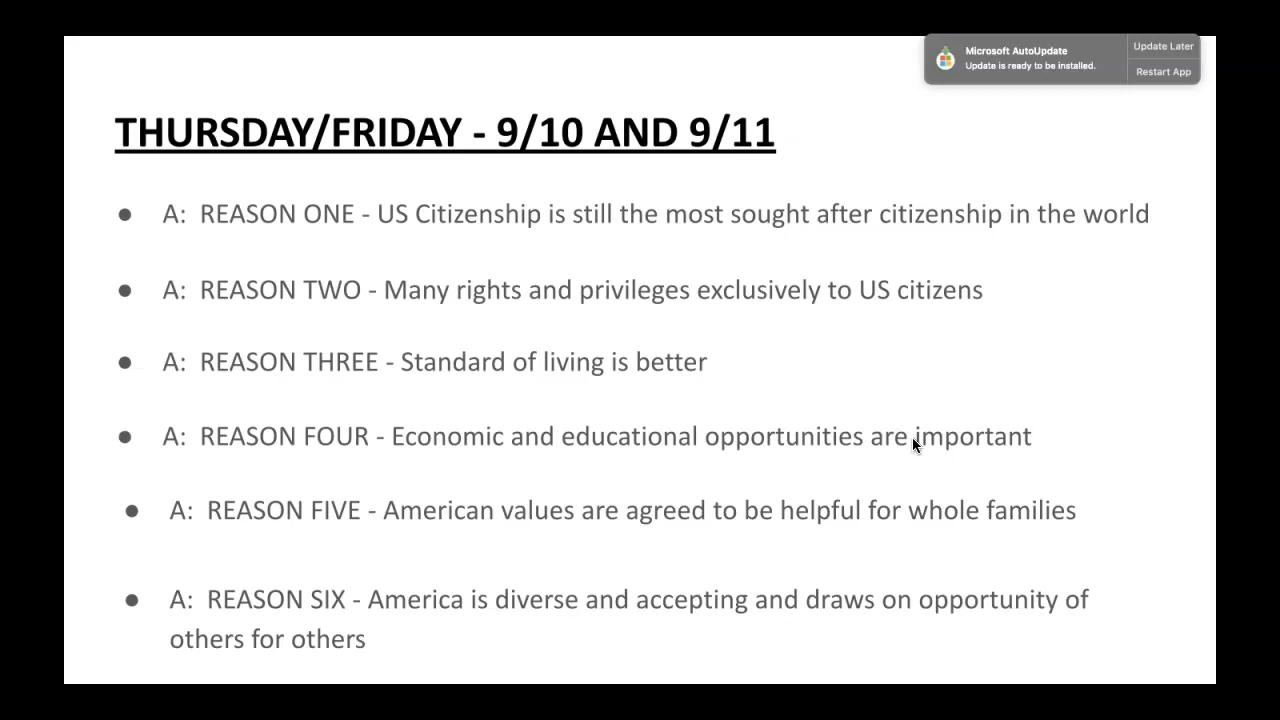 Microsoft AutoUpdate
Update is ready to be installed.
Update Later
Restart App
THURSDAY/FRIDAY - 9/10 AND 9/11
● A: REASON ONE - US Citizenship is still the most sought after citizenship in the world
● A: REASON TWO - Many rights and privileges exclusively to US citizens
● A: REASON THREE - Standard of living is better
● A: REASON FOUR - Economic and educational opportunities are important
● A: REASON FIVE - American values are agreed to be helpful for whole families
● A: REASON SIX - America is diverse and accepting and draws on opportunity of
others for others